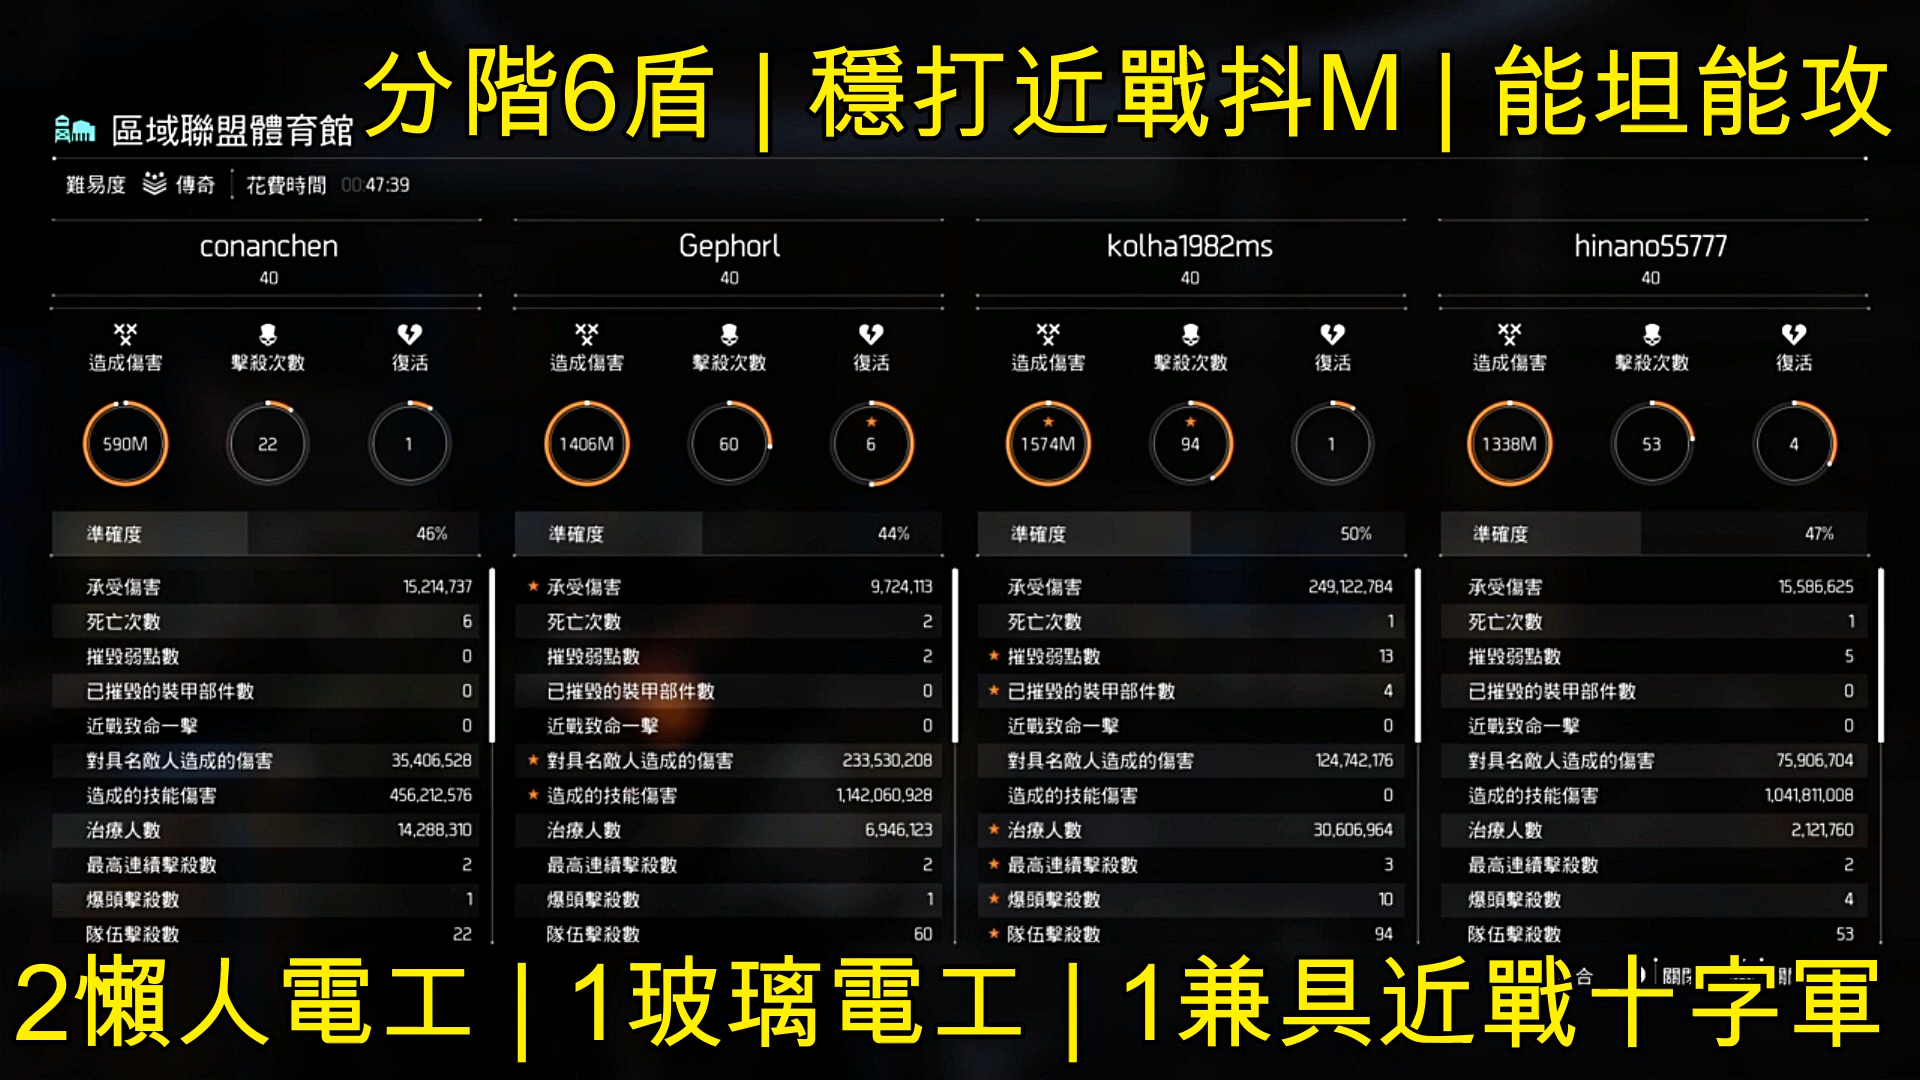 分階6盾 | 穩打近戰抖M | 能坦能攻
區域聯盟體育館
難易度 傳奇 花費時間 00:47:39
conanchen Gephorl kolha1982ms hinano55777
40 40 40 40
造成傷害 擊殺次數 復活 造成傷害 擊殺次數 復活 造成傷害 擊殺次數 復活 造成傷害 擊殺次數 復活
590M 22 1 1406M 60 6 1574M 94 1 1338M 53 4
準確度 46% 準確度 44% 準確度 50% 準確度 47%
承受傷害 15,214,737 承受傷害 9,724,113 承受傷害 249,122,784 承受傷害 15,586,625
死亡次數 6 死亡次數 2 死亡次數 1 死亡次數 1
摧毀弱點數 0 摧毀弱點數 2 摧毀弱點數 13 摧毀弱點數 5
已摧毀的裝甲部件數 0 已摧毀的裝甲部件數 0 已摧毀的裝甲部件數 4 已摧毀的裝甲部件數 0
近戰致命一擊 0 近戰致命一擊 0 近戰致命一擊 0 近戰致命一擊 0
對具名敵人造成的傷害 35,406,528 對具名敵人造成的傷害 233,530,208 對具名敵人造成的傷害 124,742,176 對具名敵人造成的傷害 75,906,704
造成的技能傷害 456,212,576 造成的技能傷害 1,142,060,928 造成的技能傷害 0 造成的技能傷害 1,041,811,008
治療人數 14,288,310 治療人數 6,946,123 治療人數 30,606,964 治療人數 2,121,760
最高連續擊殺數 2 最高連續擊殺數 2 最高連續擊殺數 3 最高連續擊殺數 2
爆頭擊殺數 1 爆頭擊殺數 1 爆頭擊殺數 10 爆頭擊殺數 4
隊伍擊殺數 22 隊伍擊殺數 60 隊伍擊殺數 94 隊伍擊殺數 53
2懶人電工 | 1玻璃電工 | 1兼具近戰十字軍